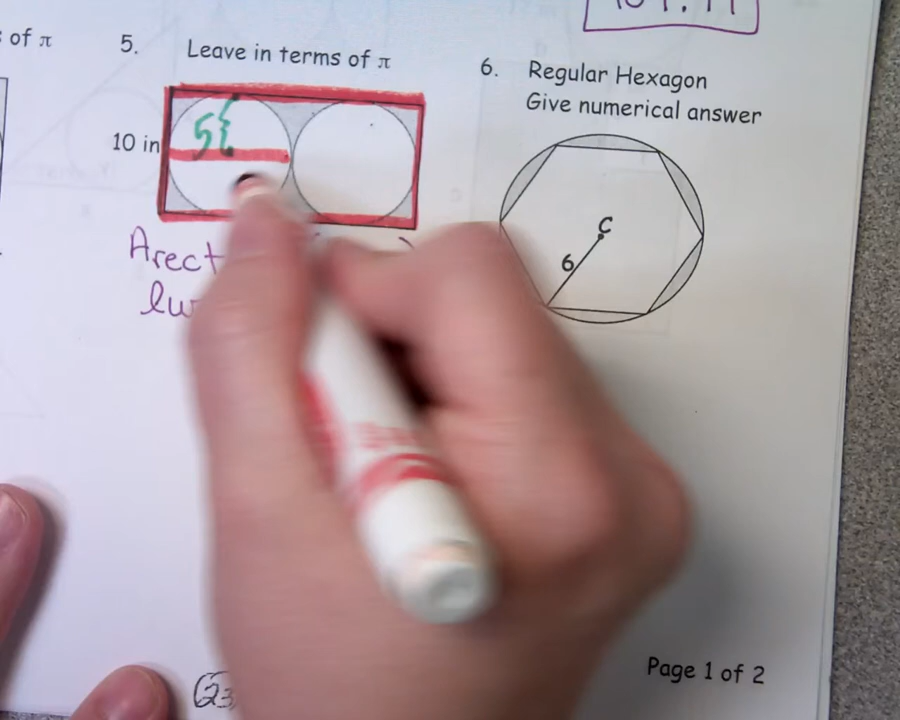 of π
5. Leave in terms of π
10 in
5{
Arect
lw
6. Regular Hexagon
Give numerical answer
C
6
Page 1 of 2